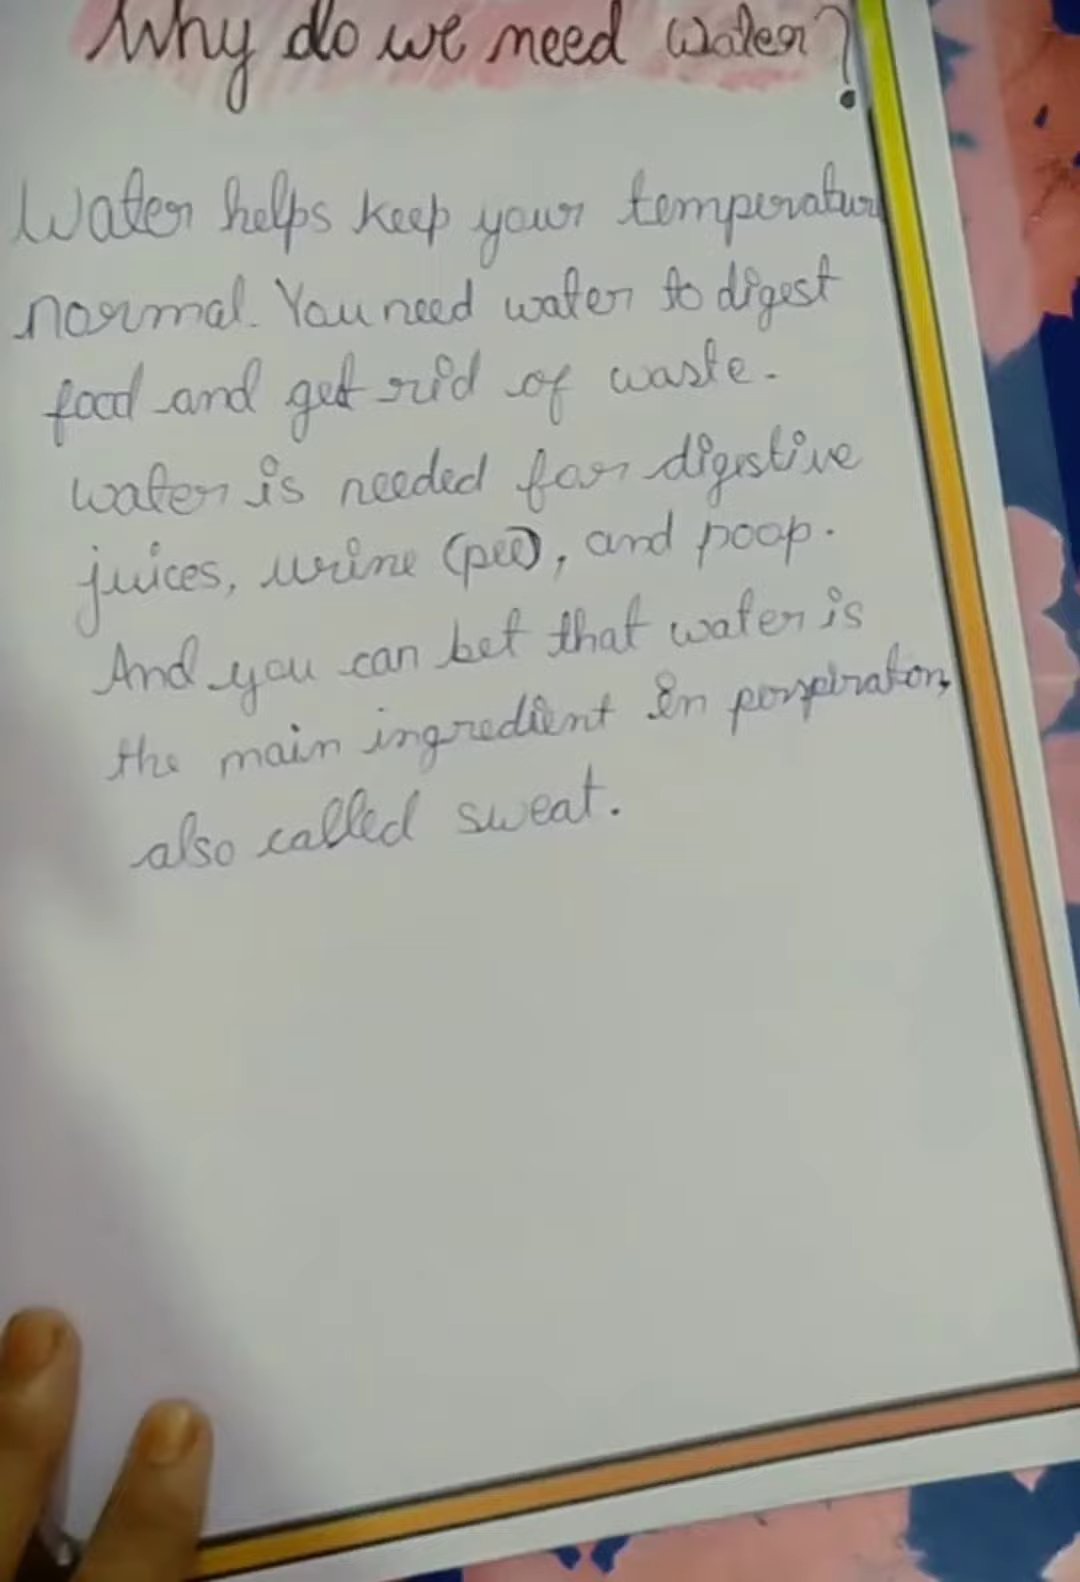 Why do we need water?
Water helps keep your temperatur
normal. You need water to digest
food and get rid of waste.
water is needed for digestive
juices, urine (pee), and poop.
And you can bet that water is
the main ingredient in perspiraton,
also called sweat.